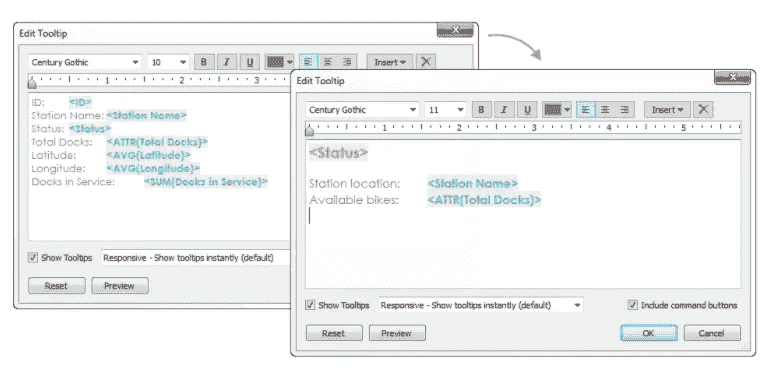 Edit Tooltip
Century Gothic 10 B I U Insert
1 2 3
ID: <ID>
Station Name: <Station Name>
Status: <Status>
Total Docks: <ATTR(Total Docks)>
Latitude: <AVG(Latitude)>
Longitude: <AVG(Longitude)>
Docks in Service: <SUM(Docks in Service)>
Show Tooltips Responsive - Show tooltips instantly (default)
Reset Preview
Edit Tooltip
Century Gothic 11 B I U Insert
1 2 3 4 5
<Status>
Station location: <Station Name>
Available bikes: <ATTR(Total Docks)>
Show Tooltips Responsive - Show tooltips instantly (default) Include command buttons
Reset Preview OK Cancel